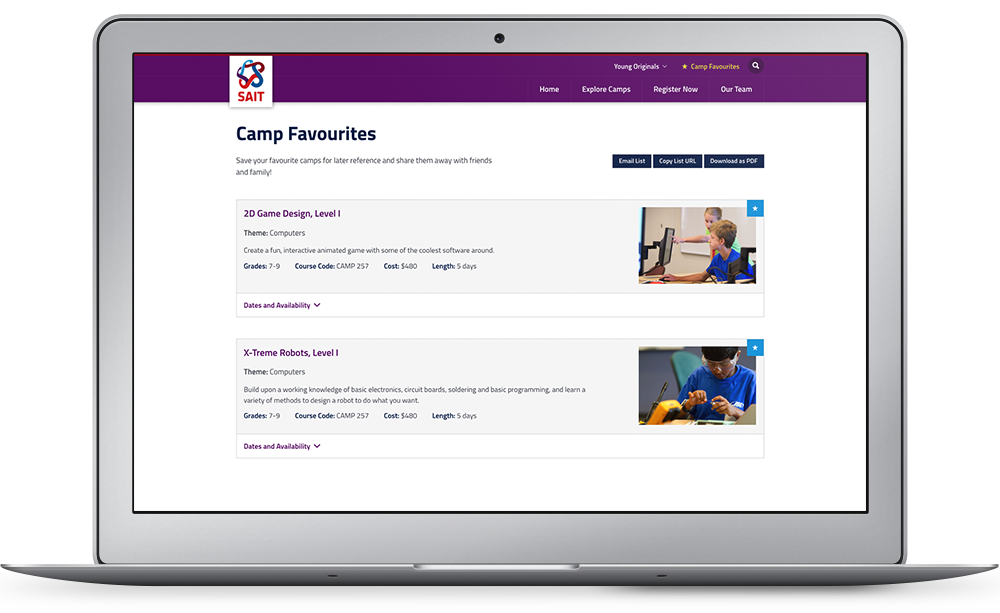 SAIT
Young Originals
★ Camp Favourites
Home Explore Camps Register Now Our Team
Camp Favourites
Save your favourite camps for later reference and share them away with friends
and family!
Email List Copy List URL Download as PDF
2D Game Design, Level I
Theme: Computers
Create a fun, interactive animated game with some of the coolest software around.
Grades: 7-9 Course Code: CAMP 257 Cost: $480 Length: 5 days
Dates and Availability
X-Treme Robots, Level I
Theme: Computers
Build upon a working knowledge of basic electronics, circuit boards, soldering and basic programming, and learn a
variety of methods to design a robot to do what you want.
Grades: 7-9 Course Code: CAMP 257 Cost: $480 Length: 5 days
Dates and Availability